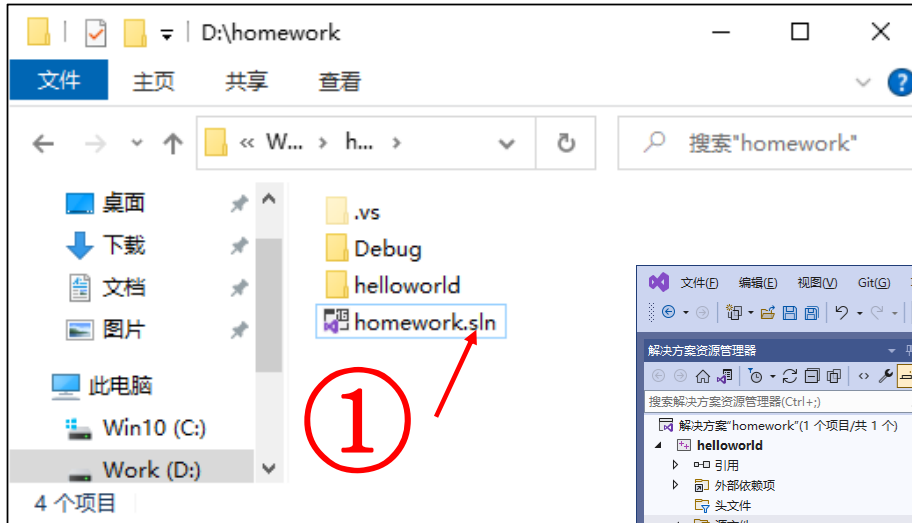 D:\homework
文件 主页 共享 查看
« W... › h... ›
搜索"homework"
桌面
下载
文档
图片
此电脑
Win10 (C:)
Work (D:)
.vs
Debug
helloworld
homework.sln
1
4 个项目
文件(F) 编辑(E) 视图(V) Git(G)
解决方案资源管理器
搜索解决方案资源管理器(Ctrl+;)
解决方案"homework"(1 个项目/共 1 个)
helloworld
引用
外部依赖项
头文件